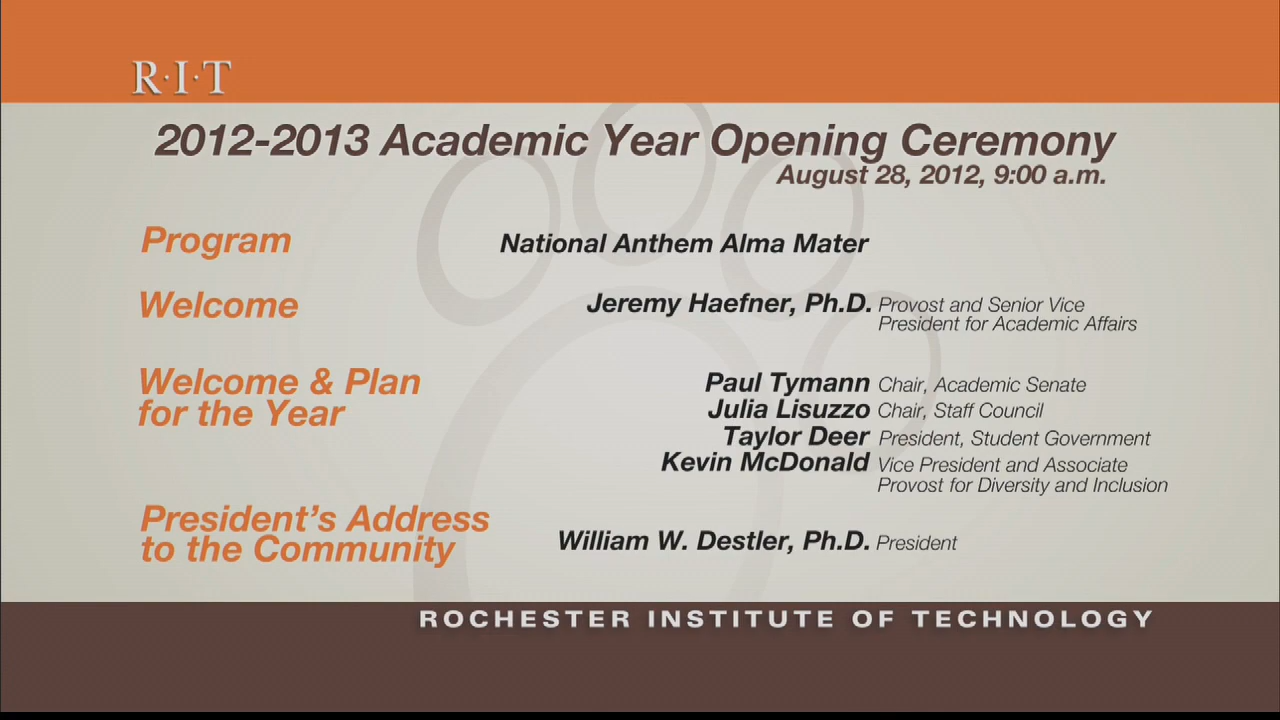 R·I·T
2012-2013 Academic Year Opening Ceremony
August 28, 2012, 9:00 a.m.
Program
National Anthem Alma Mater
Welcome
Jeremy Haefner, Ph.D. Provost and Senior Vice
President for Academic Affairs
Welcome & Plan
for the Year
Paul Tymann Chair, Academic Senate
Julia Lisuzzo Chair, Staff Council
Taylor Deer President, Student Government
Kevin McDonald Vice President and Associate
Provost for Diversity and Inclusion
President's Address
to the Community
William W. Destler, Ph.D. President
ROCHESTER INSTITUTE OF TECHNOLOGY